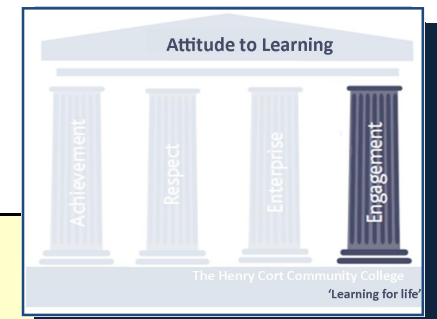 Attitude to Learning
Achievement
Respect
Enterprise
Engagement
The Henry Cort Community College
'Learning for life'